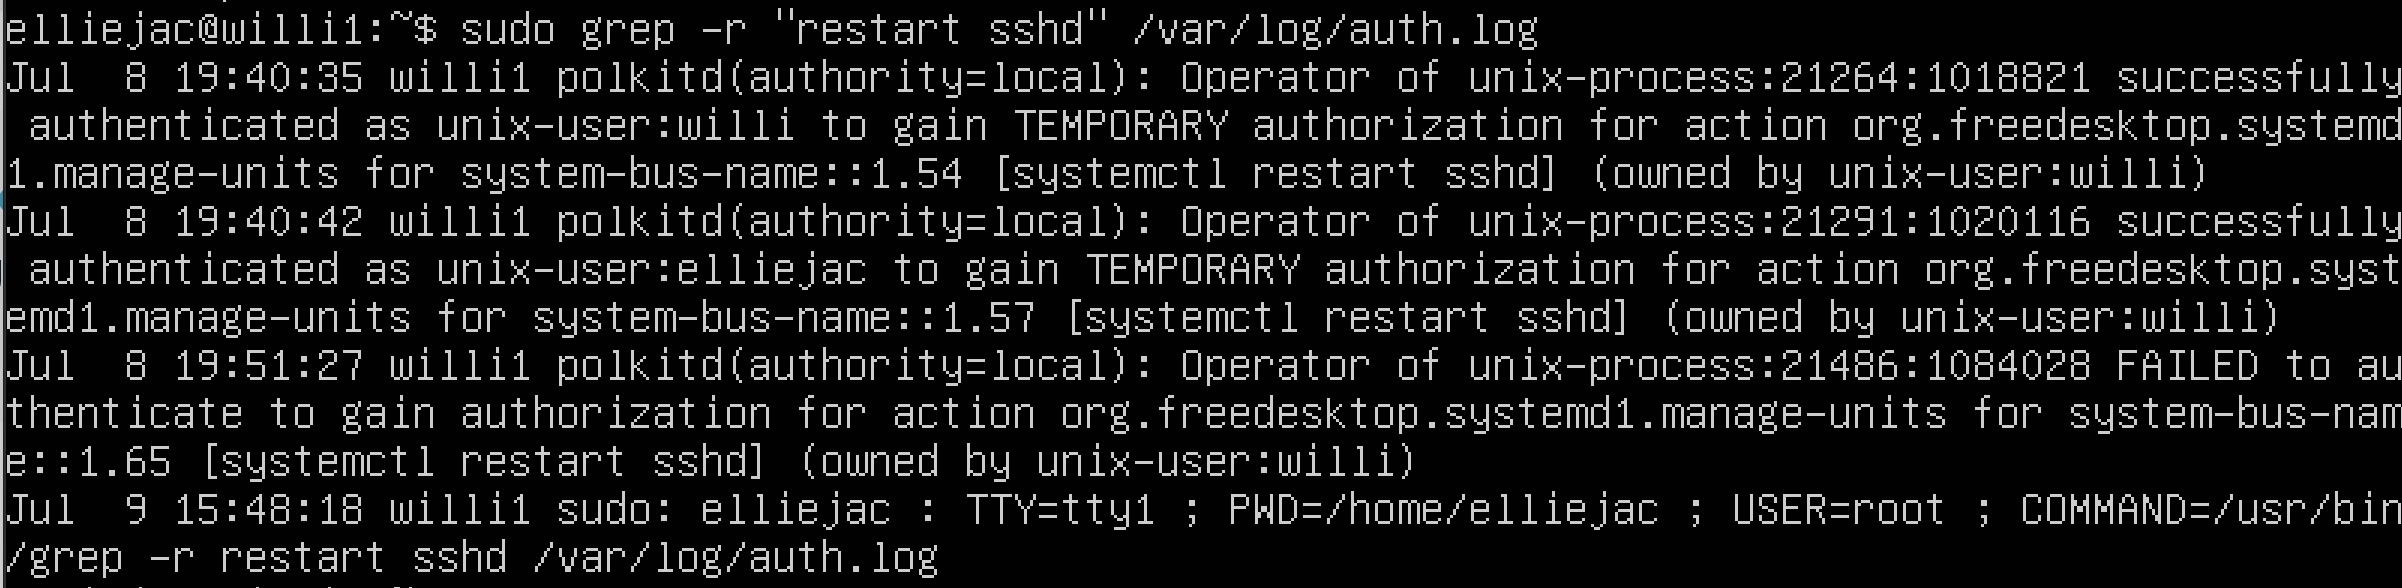 elliejac@willi1:~$ sudo grep -r "restart sshd" /var/log/auth.log
Jul  8 19:40:35 willi1 polkitd(authority=local): Operator of unix-process:21264:1018821 successfully
 authenticated as unix-user:willi to gain TEMPORARY authorization for action org.freedesktop.systemd
1.manage-units for system-bus-name::1.54 [systemctl restart sshd] (owned by unix-user:willi)
Jul  8 19:40:42 willi1 polkitd(authority=local): Operator of unix-process:21291:1020116 successfully
 authenticated as unix-user:elliejac to gain TEMPORARY authorization for action org.freedesktop.syst
emd1.manage-units for system-bus-name::1.57 [systemctl restart sshd] (owned by unix-user:willi)
Jul  8 19:51:27 willi1 polkitd(authority=local): Operator of unix-process:21486:1084028 FAILED to au
thenticate to gain authorization for action org.freedesktop.systemd1.manage-units for system-bus-nam
e::1.65 [systemctl restart sshd] (owned by unix-user:willi)
Jul  9 15:48:18 willi1 sudo: elliejac : TTY=tty1 ; PWD=/home/elliejac ; USER=root ; COMMAND=/usr/bin
/grep -r restart sshd /var/log/auth.log